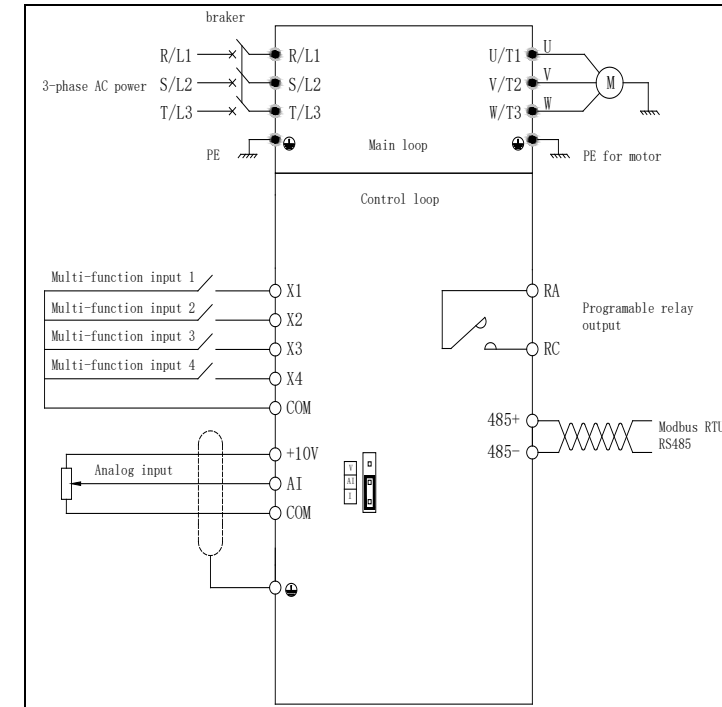 braker
R/L1
R/L1
U/T1
U
3-phase AC power
S/L2
S/L2
V/T2
V
M
T/L3
T/L3
W/T3
W
PE
Main loop
PE for motor
Control loop
Multi-function input 1
X1
RA
Multi-function input 2
X2
Programable relay
output
Multi-function input 3
X3
RC
Multi-function input 4
X4
COM
485+
Modbus RTU
RS485
485-
+10V
Analog input
AI
COM
V
AI
I